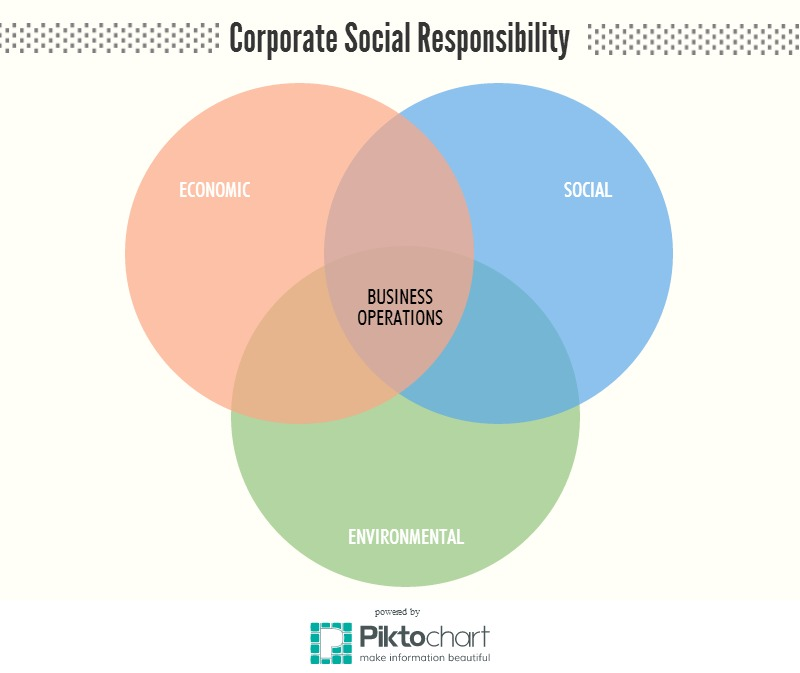 Corporate Social Responsibility
ECONOMIC
SOCIAL
BUSINESS
OPERATIONS
ENVIRONMENTAL
powered by
Piktochart
make information beautiful